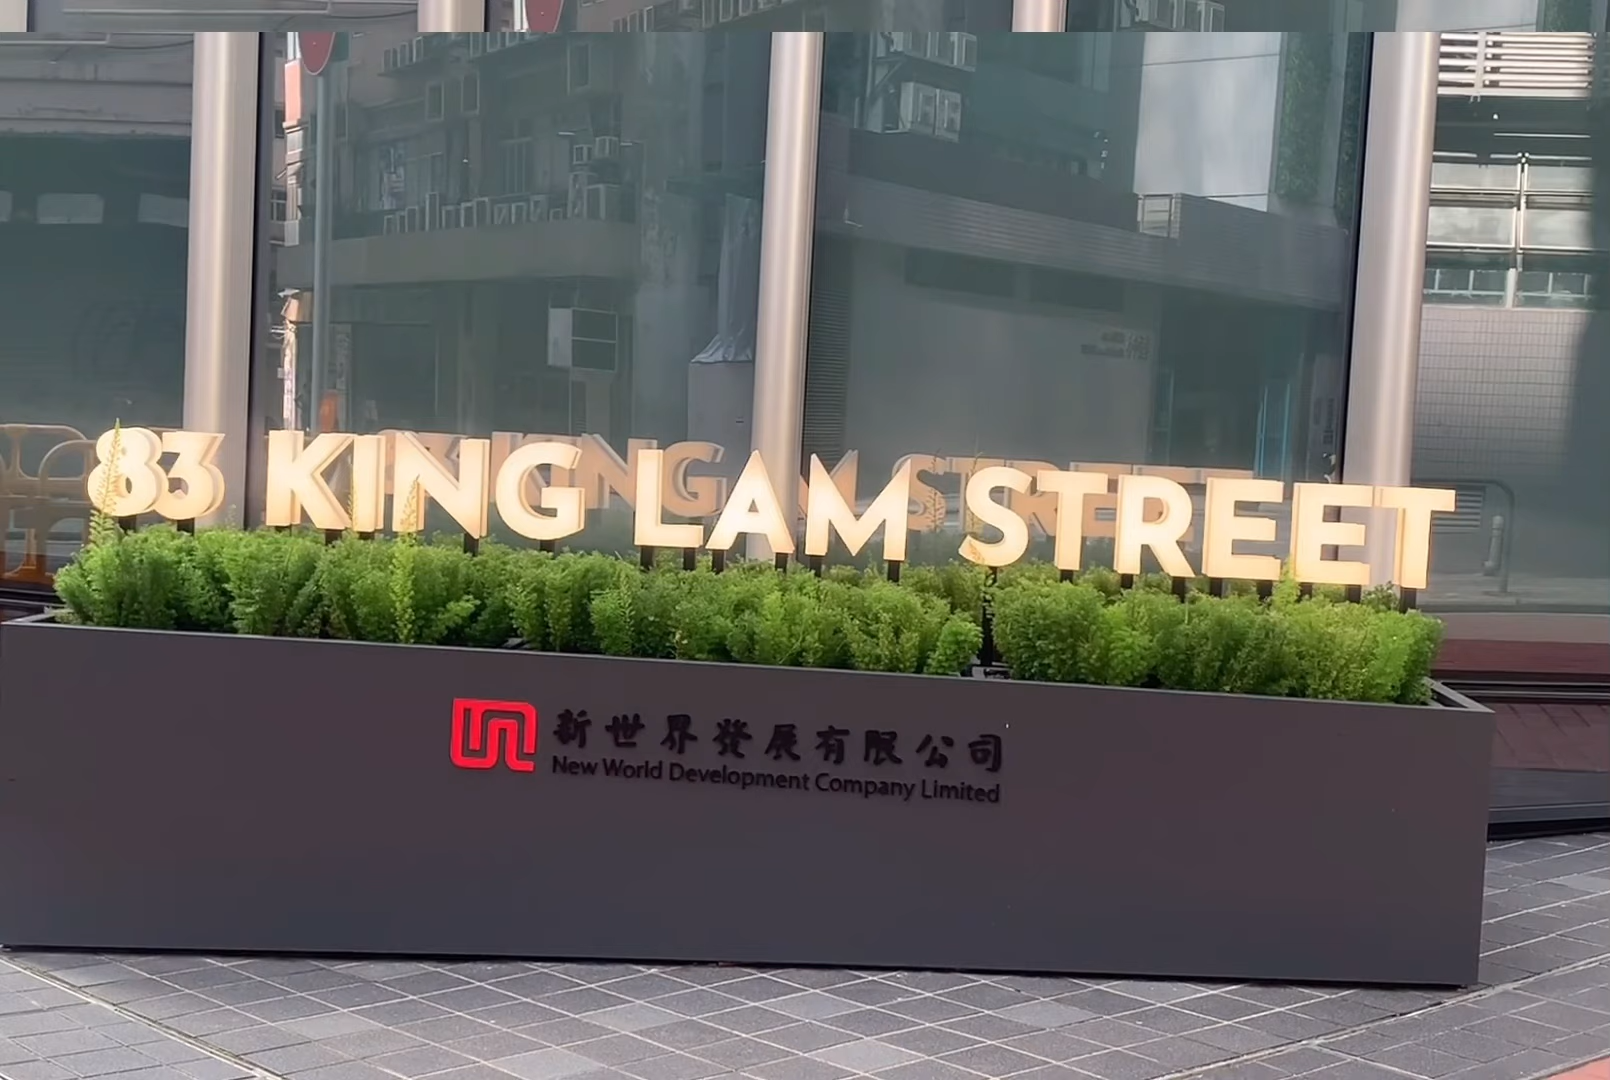 83 KING LAM STREET
新世界發展有限公司
New World Development Company Limited